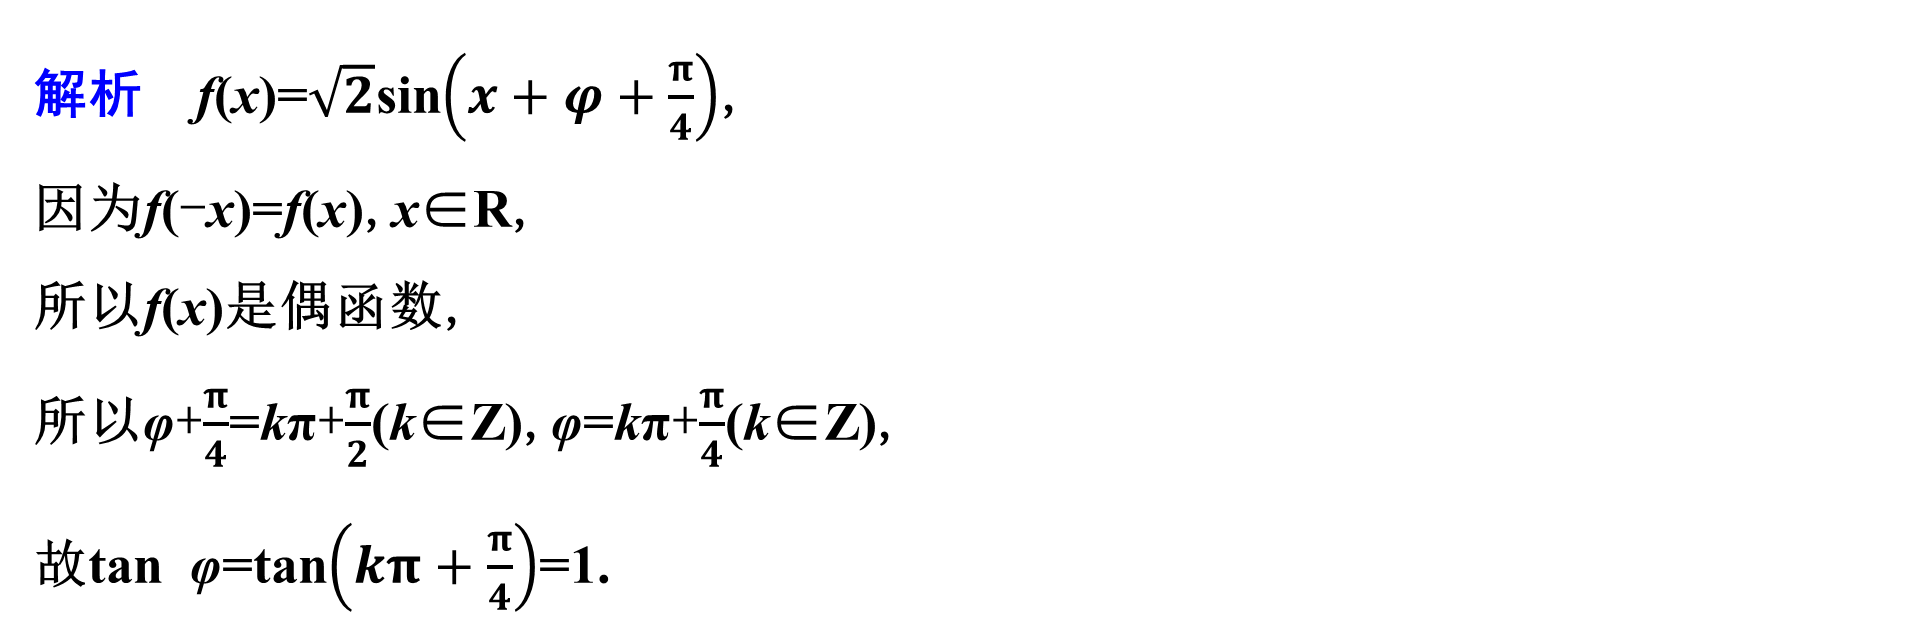 解析 f(x)=√2sin(x + φ + π/4),
因为f(−x)=f(x), x∈R,
所以f(x)是偶函数,
所以φ+π/4=kπ+π/2(k∈Z), φ=kπ+π/4(k∈Z),
故tan φ=tan(kπ + π/4)=1.